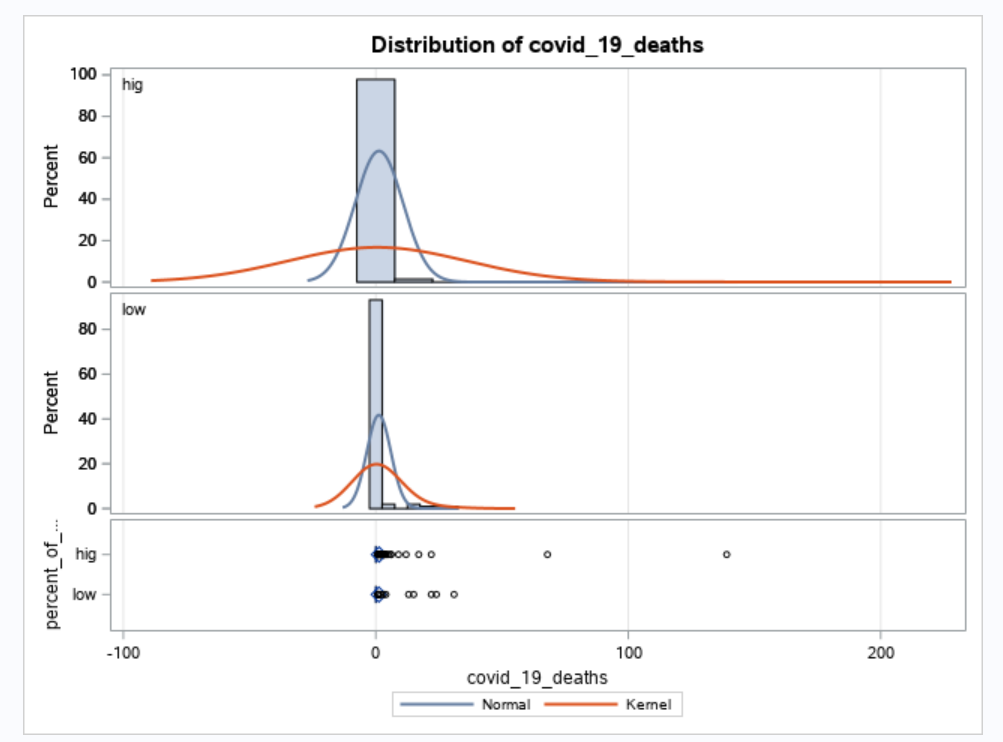 Distribution of covid_19_deaths
hig
100
80
60
40
20
0
Percent
low
80
60
40
20
0
Percent
percent_of_...
hig
low
-100 0 100 200
covid_19_deaths
Normal Kernel